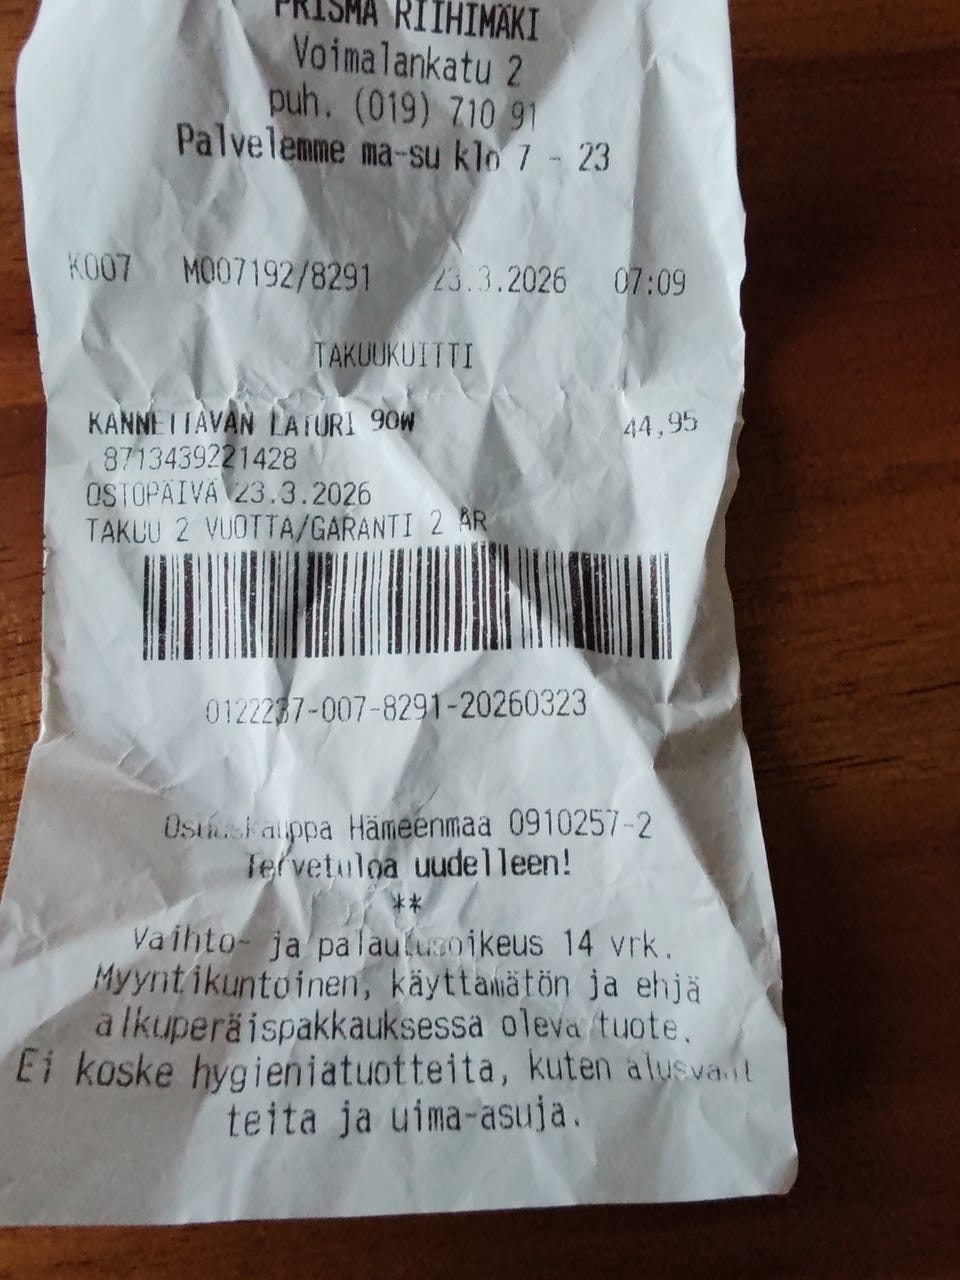 PRISMA RIIHIMÄKI
Voimalankatu 2
puh. (019) 710 91
Palvelemme ma-su klo 7 - 23
K007 M007192/8291 23.3.2026 07:09
TAKUUKUITTI
KANNETTAVAN LATURI 90W 44,95
8713439221428
OSTOPÄIVÄ 23.3.2026
TAKUU 2 VUOTTA/GARANTI 2 ÅR
0122237-007-8291-20260323
Osuuskauppa Hämeenmaa 0910257-2
Tervetuloa uudelleen!
**
Vaihto- ja palautusoikeus 14 vrk.
Myyntikuntoinen, käyttämätön ja ehjä
alkuperäispakkauksessa oleva tuote.
Ei koske hygieniatuotteita, kuten alusvaat
teita ja uima-asuja.